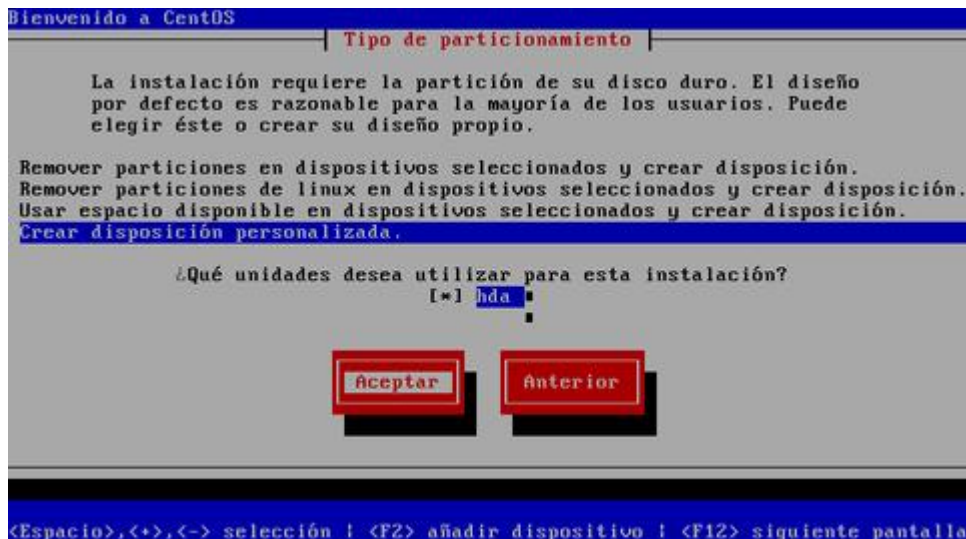 Bienvenido a CentOS
Tipo de particionamiento
La instalación requiere la partición de su disco duro. El diseño
por defecto es razonable para la mayoría de los usuarios. Puede
elegir éste o crear su diseño propio.
Remover particiones en dispositivos seleccionados y crear disposición.
Remover particiones de linux en dispositivos seleccionados y crear disposición.
Usar espacio disponible en dispositivos seleccionados y crear disposición.
Crear disposición personalizada.
¿Qué unidades desea utilizar para esta instalación?
[*] hda
Aceptar Anterior
<Espacio>,<+>,<-> selección | <F2> añadir dispositivo | <F12> siguiente pantalla